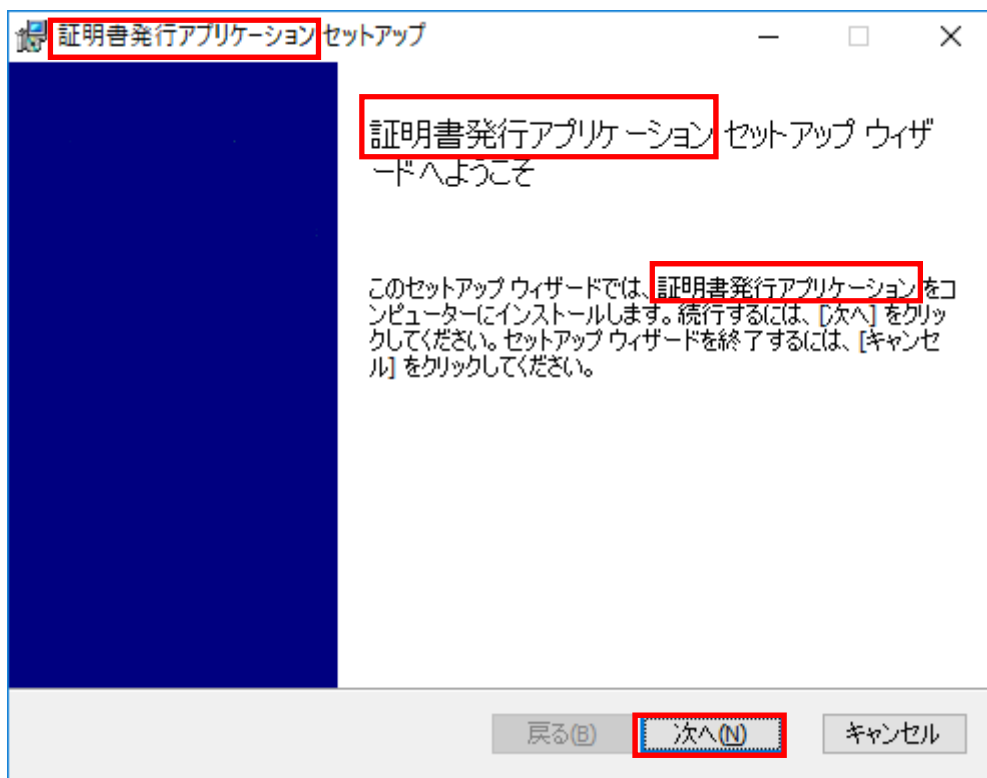 証明書発行アプリケーション セットアップ
証明書発行アプリケーション セットアップ ウィザ
ードへようこそ
このセットアップ ウィザードでは、証明書発行アプリケーション をコ
ンピューターにインストールします。続行するには、[次へ] をクリッ
クしてください。セットアップ ウィザードを終了するには、[キャンセ
ル] をクリックしてください。
戻る(B) 次へ(N) キャンセル